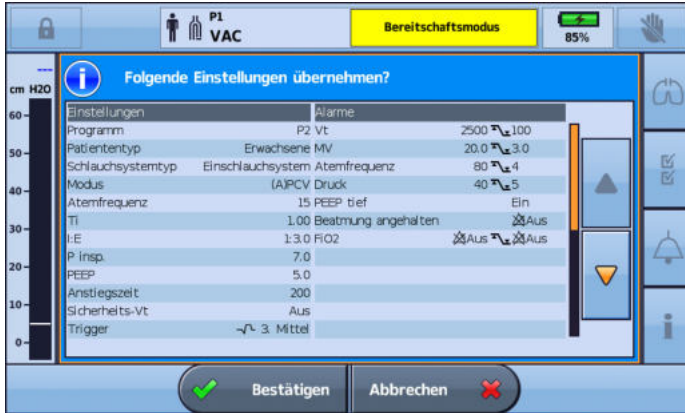 P1
VAC
Bereitschaftsmodus
85%
---
cm H2O
60
50
40
30
20
10
0
Folgende Einstellungen übernehmen?
Einstellungen Alarme
Programm P2 Vt 2500 100
Patiententyp Erwachsene MV 20.0 3.0
Schlauchsystemtyp Einschlauchsystem Atemfrequenz 80 4
Modus (A)PCV Druck 40 5
Atemfrequenz 15 PEEP tief Ein
Ti 1.00 Beatmung angehalten Aus
I:E 1:3.0 FiO2 Aus Aus
P insp. 7.0
PEEP 5.0
Anstiegszeit 200
Sicherheits-Vt Aus
Trigger 3. Mittel
Bestätigen Abbrechen